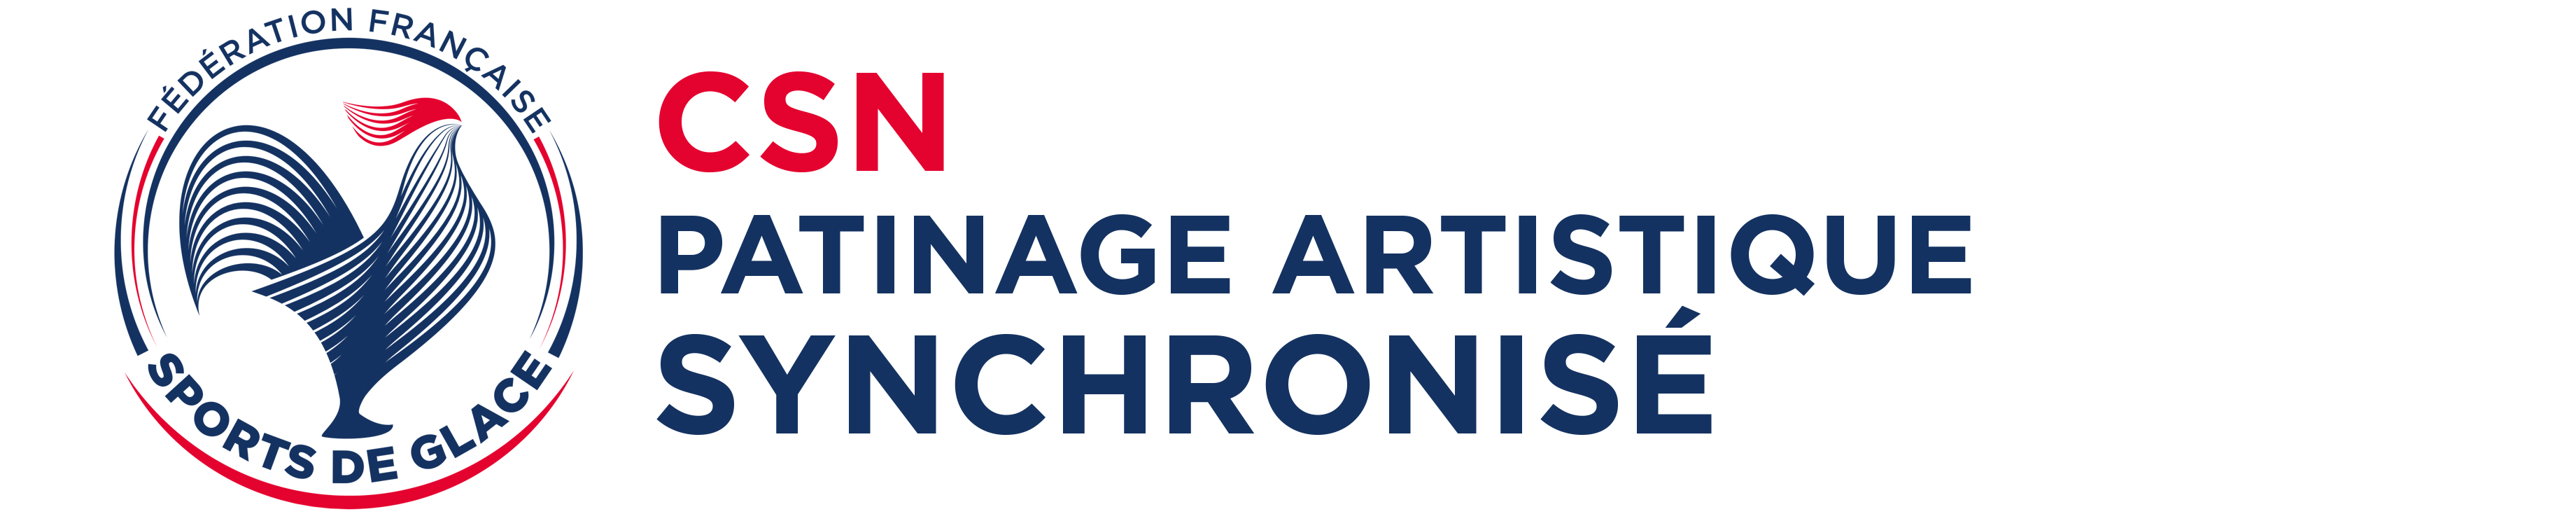 FÉDÉRATION FRANÇAISE
SPORTS DE GLACE
CSN
PATINAGE ARTISTIQUE
SYNCHRONISÉ